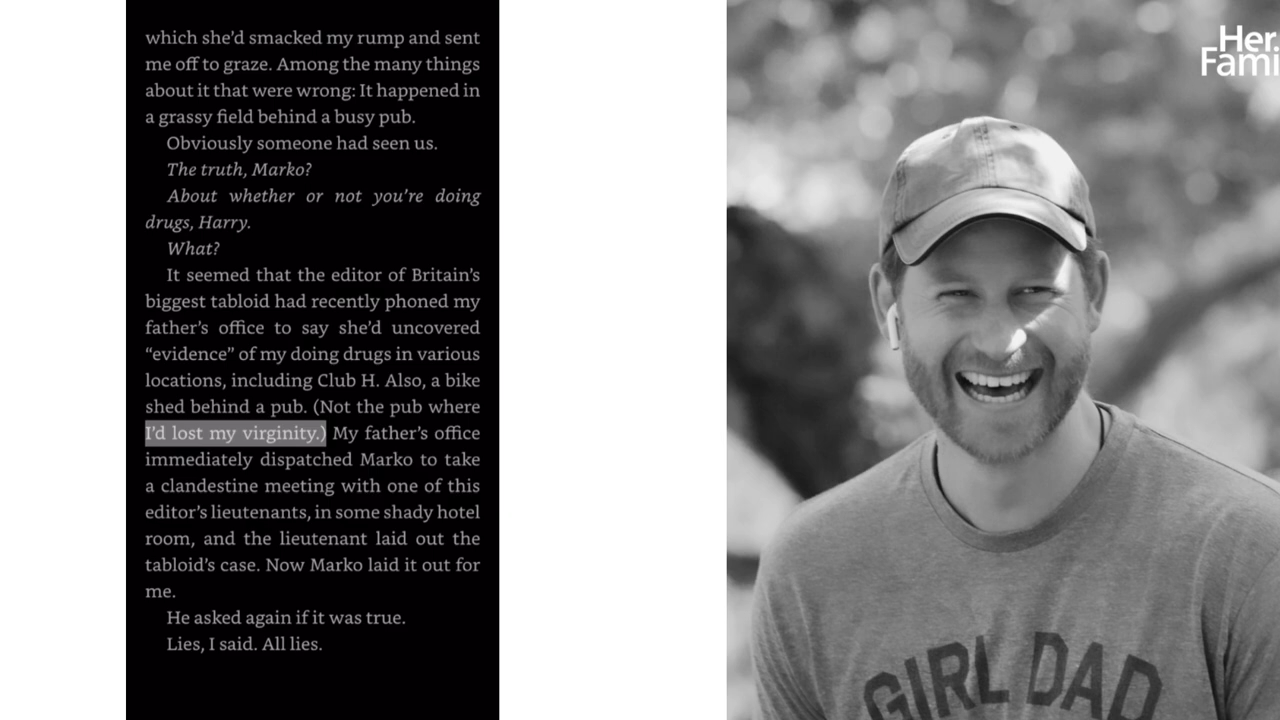 which she’d smacked my rump and sent
me off to graze. Among the many things
about it that were wrong: It happened in
a grassy field behind a busy pub.
Obviously someone had seen us.
The truth, Marko?
About whether or not you’re doing
drugs, Harry.
What?
It seemed that the editor of Britain’s
biggest tabloid had recently phoned my
father’s office to say she’d uncovered
“evidence” of my doing drugs in various
locations, including Club H. Also, a bike
shed behind a pub. (Not the pub where
I’d lost my virginity.) My father’s office
immediately dispatched Marko to take
a clandestine meeting with one of this
editor’s lieutenants, in some shady hotel
room, and the lieutenant laid out the
tabloid’s case. Now Marko laid it out for
me.
He asked again if it was true.
Lies, I said. All lies.
Her.
Fami
GIRL DAD